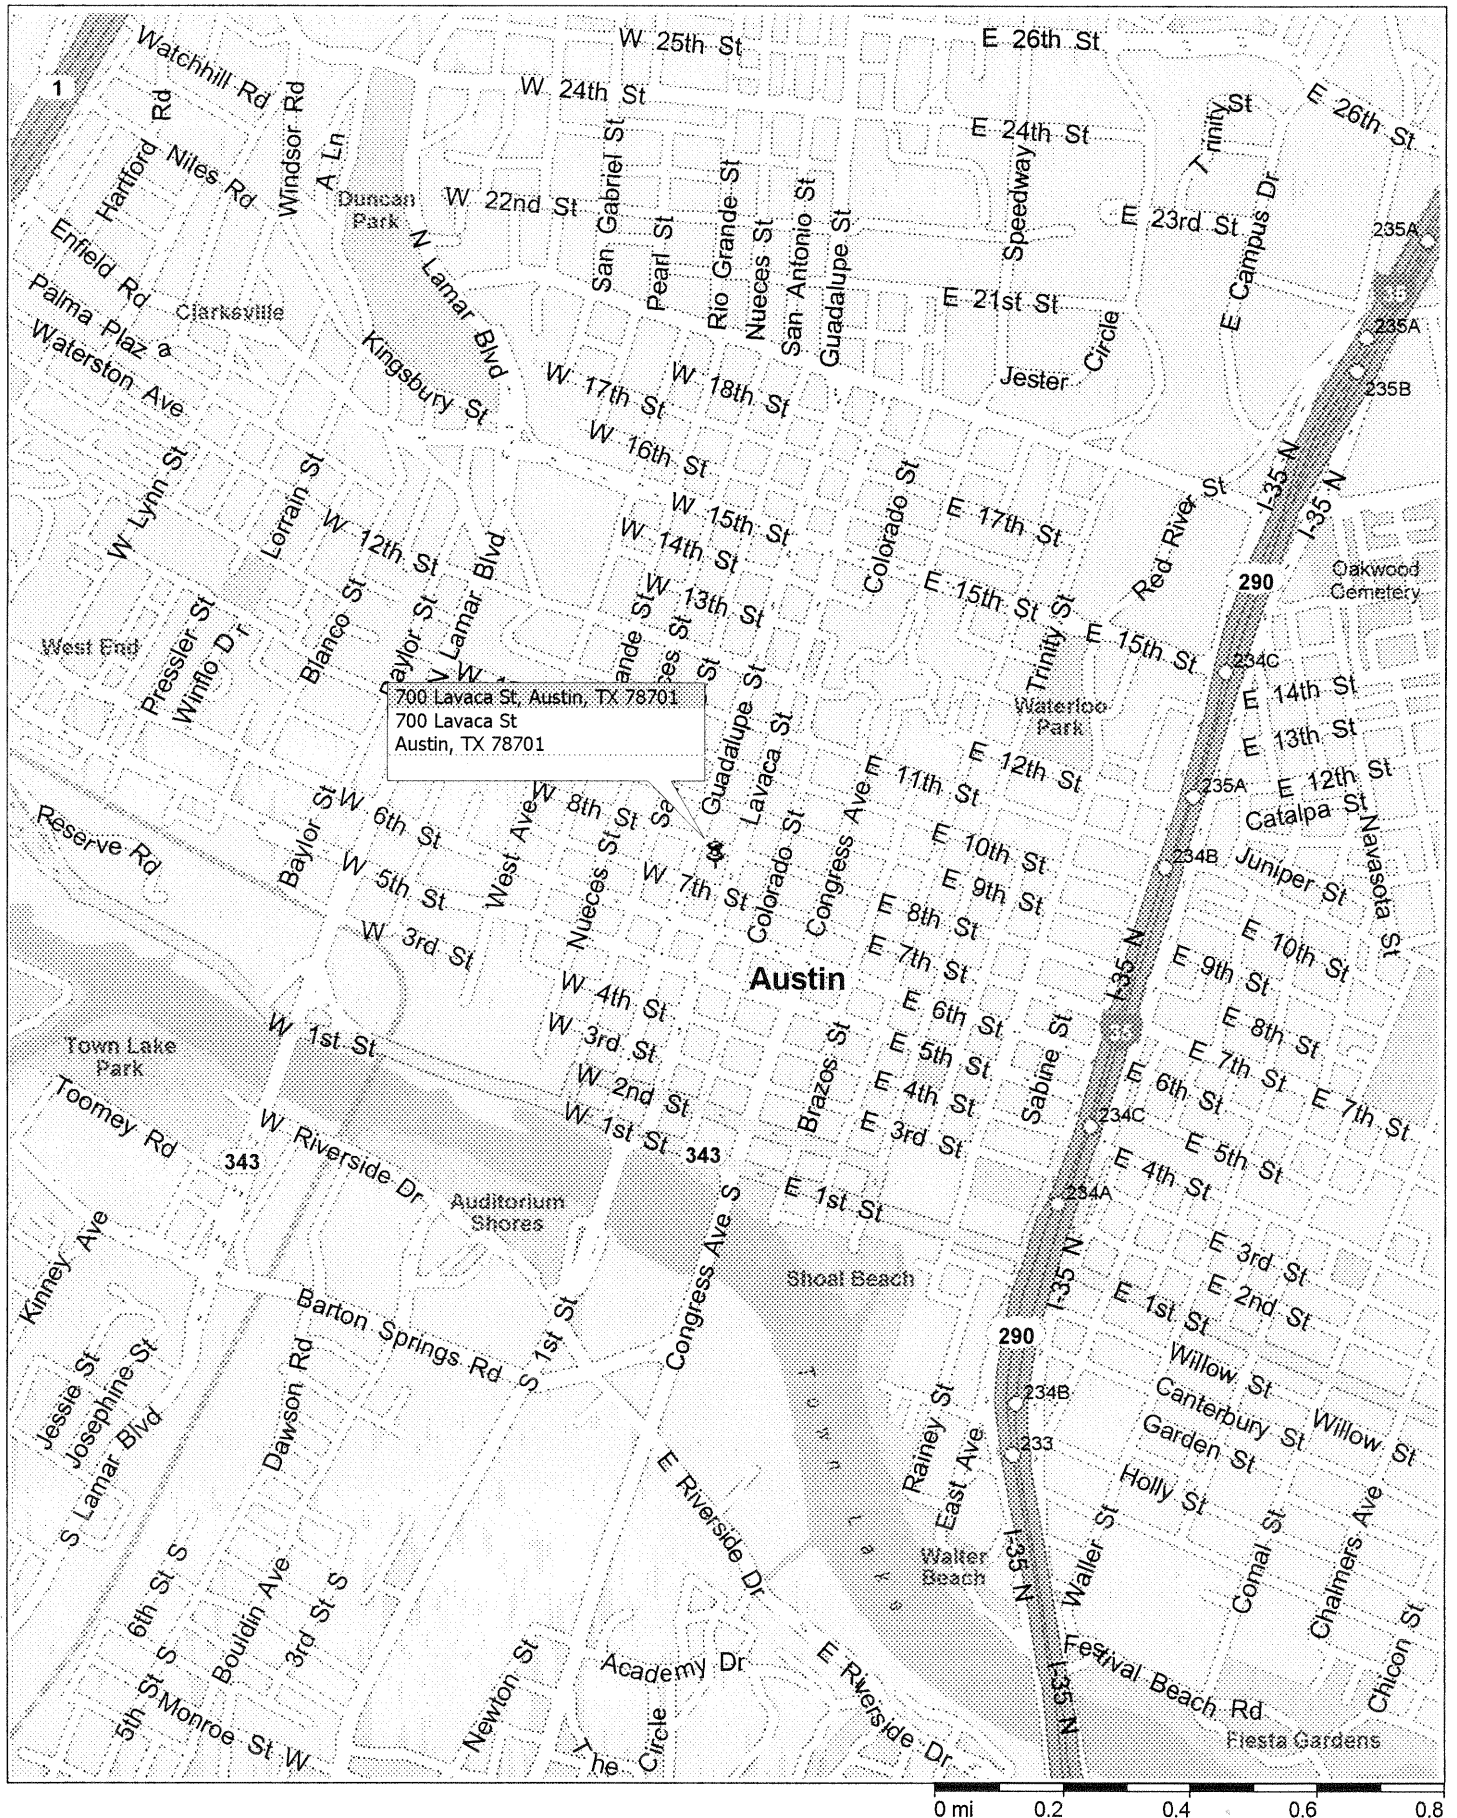 W 25th St
E 26th St
Watchhill Rd
1
W 24th St
E 26th St
Trinity St
Hartford Rd
Windsor Rd
A Ln
E 24th St
Niles Rd
San Gabriel St
Speedway
Duncan
Park
W 22nd St
Rio Grande St
San Antonio St
E 23rd St
E Campus Dr
235A
Enfield Rd
N Lamar Blvd
Pearl St
Nueces St
Guadalupe St
Palma Plaz a
Clarksville
E 21st St
235A
Waterston Ave
Kingsbury St
Jester Circle
W 17th St
W 18th St
235B
W 16th St
W Lynn St
Lorrain St
Colorado St
Red River St
I-35 N
I-35 N
W 15th St
E 17th St
W 12th St
W 14th St
Oakwood
Cemetery
290
W 13th St
E 15th St
Trinity St
E 15th St
West End
Pressler St
Winflo Dr
Blanco St
Baylor St
Lamar Blvd
ande St
ces St
St
234C
E 14th St
700 Lavaca St, Austin, TX 78701
700 Lavaca St
Austin, TX 78701
Guadalupe St
Lavaca St
Waterloo
Park
E 13th St
E 12th St
E 11th St
E 12th St
235A
Catalpa St
Reserve Rd
Baylor St
W 6th St
W 8th St
Sa
Congress Ave
E 10th St
234B
Juniper St
Navasota St
W 5th St
West Ave
Nueces St
W 7th St
Colorado St
E 9th St
E 8th St
W 3rd St
E 7th St
I-35 N
E 10th St
E 9th St
Austin
W 4th St
E 6th St
E 8th St
W 1st St
W 3rd St
Brazos St
E 5th St
Sabine St
35
E 7th St
Town Lake
Park
W 2nd St
E 4th St
E 6th St
E 7th St
Toomey Rd
W Riverside Dr
W 1st St
E 3rd St
234C
343
343
E 5th St
E 4th St
Auditorium
Shores
E 1st St
234A
Kinney Ave
Congress Ave S
Shoal Beach
I-35 N
E 3rd St
E 2nd St
Barton Springs Rd
S 1st St
E 1st St
290
Jessie St
Josephine St
Dawson Rd
Town Lake
Willow St
Canterbury St
Willow St
234B
Rainey St
S Lamar Blvd
East Ave
233
Garden St
Holly St
E Riverside Dr
6th St S
Bouldin Ave
3rd St S
Walter
Beach
I-35 N
Waller St
Comal St
Chalmers Ave
Chicon St
Newton St
Academy Dr
E Riverside Dr
Festival Beach Rd
5th St S
Monroe St W
The Circle
I-35 N
Fiesta Gardens
0 mi 0.2 0.4 0.6 0.8